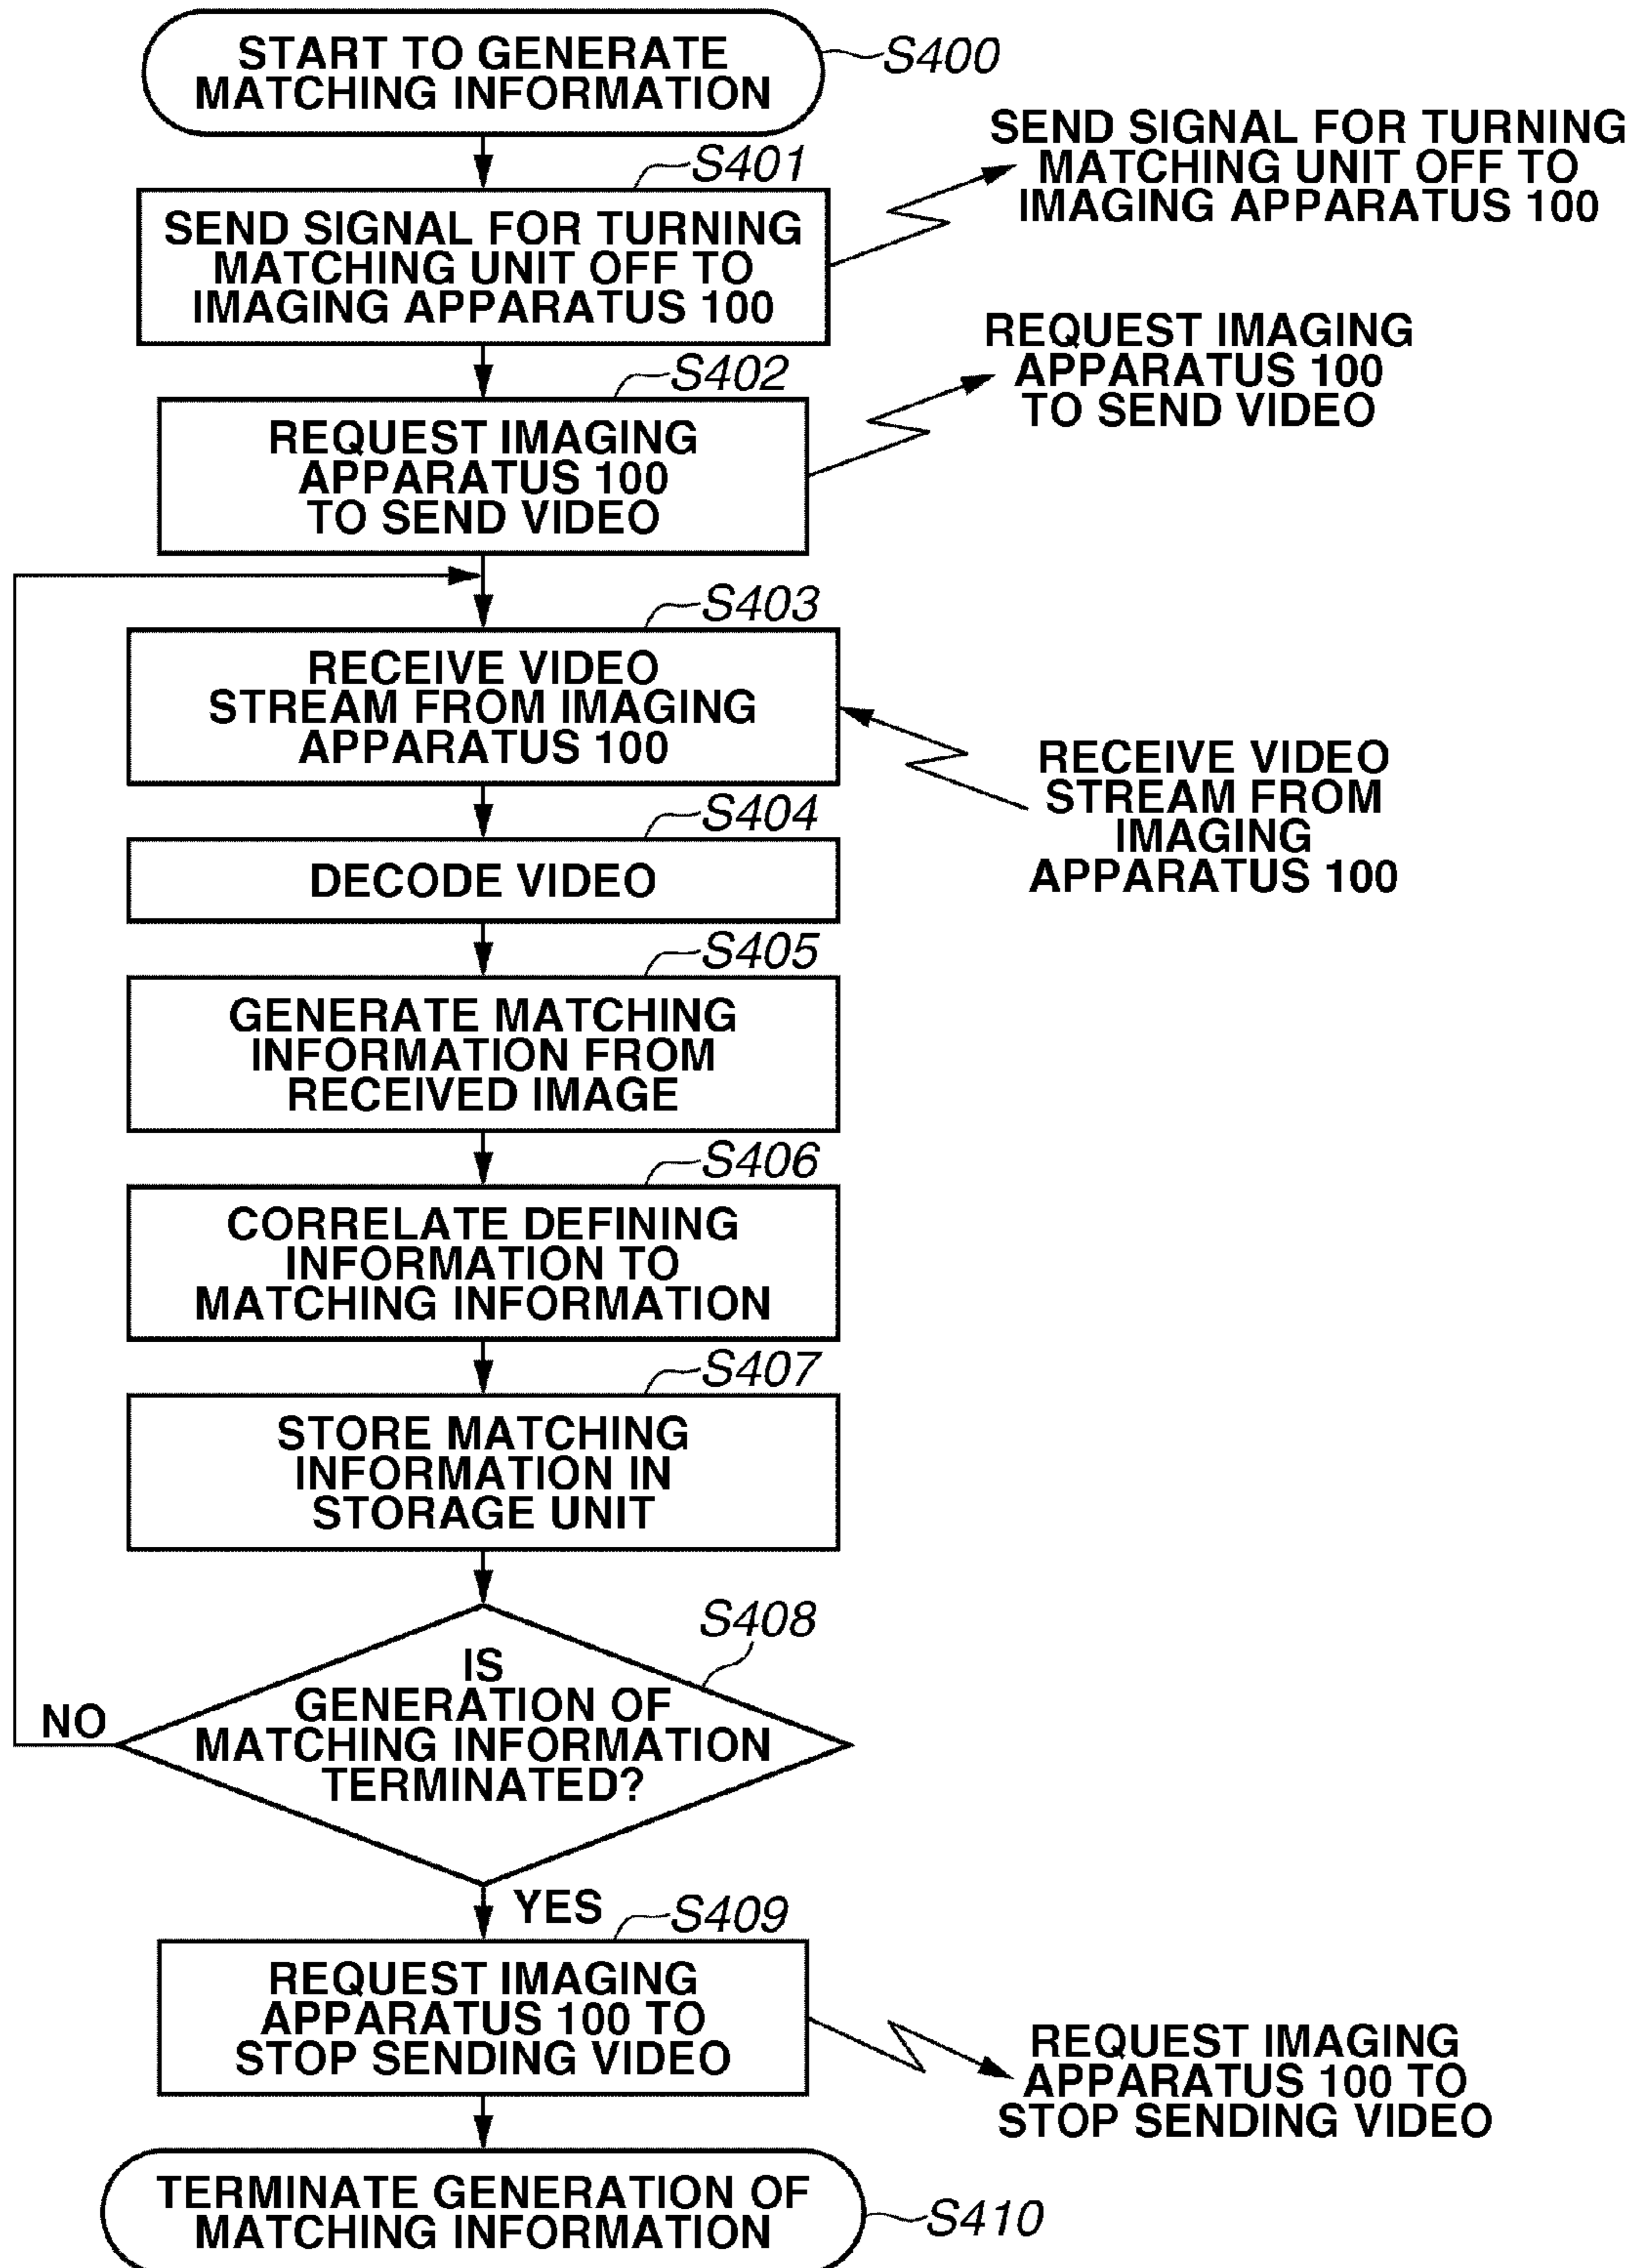 START TO GENERATE
MATCHING INFORMATION
S400
S401
SEND SIGNAL FOR TURNING
MATCHING UNIT OFF TO
IMAGING APPARATUS 100
SEND SIGNAL FOR TURNING
MATCHING UNIT OFF TO
IMAGING APPARATUS 100
S402
REQUEST IMAGING
APPARATUS 100
TO SEND VIDEO
REQUEST IMAGING
APPARATUS 100
TO SEND VIDEO
S403
RECEIVE VIDEO
STREAM FROM IMAGING
APPARATUS 100
RECEIVE VIDEO
STREAM FROM
IMAGING
APPARATUS 100
S404
DECODE VIDEO
S405
GENERATE MATCHING
INFORMATION FROM
RECEIVED IMAGE
S406
CORRELATE DEFINING
INFORMATION TO
MATCHING INFORMATION
S407
STORE MATCHING
INFORMATION IN
STORAGE UNIT
S408
IS
GENERATION OF
MATCHING INFORMATION
TERMINATED?
NO
YES
S409
REQUEST IMAGING
APPARATUS 100 TO
STOP SENDING VIDEO
REQUEST IMAGING
APPARATUS 100 TO
STOP SENDING VIDEO
TERMINATE GENERATION OF
MATCHING INFORMATION
S410